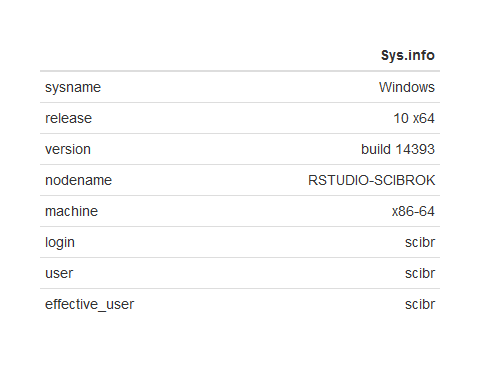 Sys.info
sysname Windows
release 10 x64
version build 14393
nodename RSTUDIO-SCIBROK
machine x86-64
login scibr
user scibr
effective_user scibr